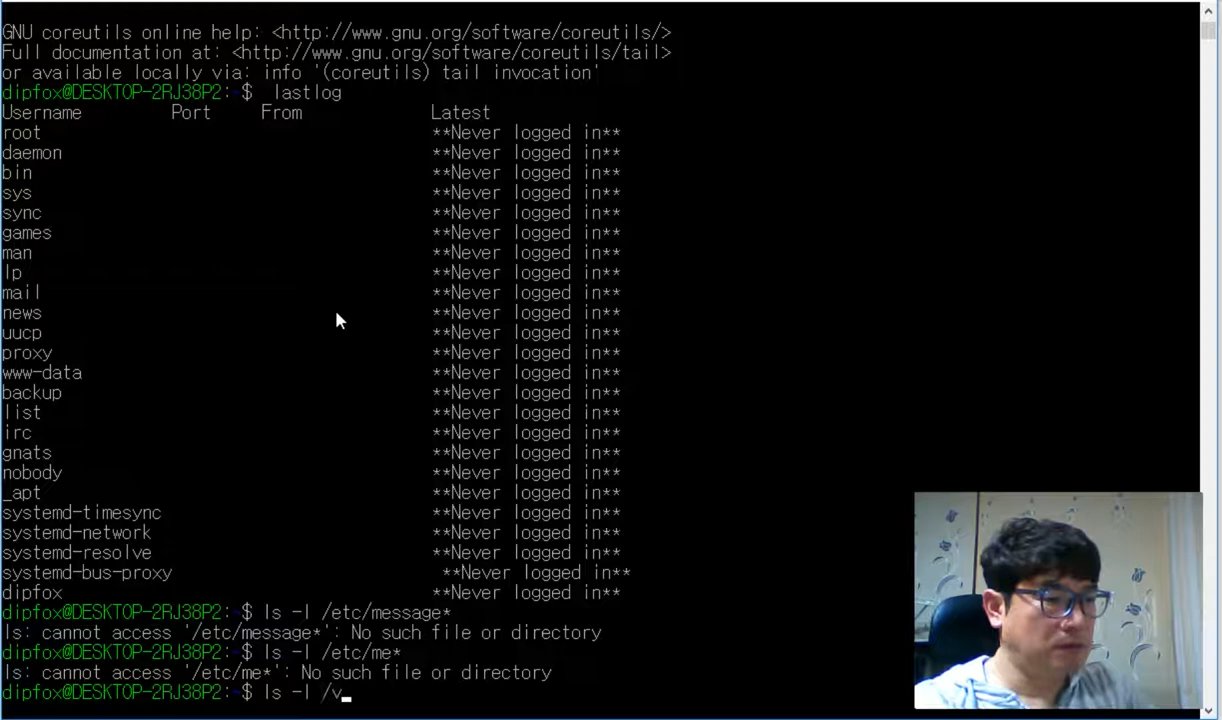 GNU coreutils online help: <http://www.gnu.org/software/coreutils/>
Full documentation at: <http://www.gnu.org/software/coreutils/tail>
or available locally via: info '(coreutils) tail invocation'
dipfox@DESKTOP-2RJ38P2:~$  lastlog
Username         Port     From             Latest
root                                       **Never logged in**
daemon                                     **Never logged in**
bin                                        **Never logged in**
sys                                        **Never logged in**
sync                                       **Never logged in**
games                                      **Never logged in**
man                                        **Never logged in**
lp                                         **Never logged in**
mail                                       **Never logged in**
news                                       **Never logged in**
uucp                                       **Never logged in**
proxy                                      **Never logged in**
www-data                                   **Never logged in**
backup                                     **Never logged in**
list                                       **Never logged in**
irc                                        **Never logged in**
gnats                                      **Never logged in**
nobody                                     **Never logged in**
_apt                                       **Never logged in**
systemd-timesync                           **Never logged in**
systemd-network                            **Never logged in**
systemd-resolve                            **Never logged in**
systemd-bus-proxy                           **Never logged in**
dipfox                                     **Never logged in**
dipfox@DESKTOP-2RJ38P2:~$ ls -l /etc/message*
ls: cannot access '/etc/message*': No such file or directory
dipfox@DESKTOP-2RJ38P2:~$ ls -l /etc/me*
ls: cannot access '/etc/me*': No such file or directory
dipfox@DESKTOP-2RJ38P2:~$ ls -l /v